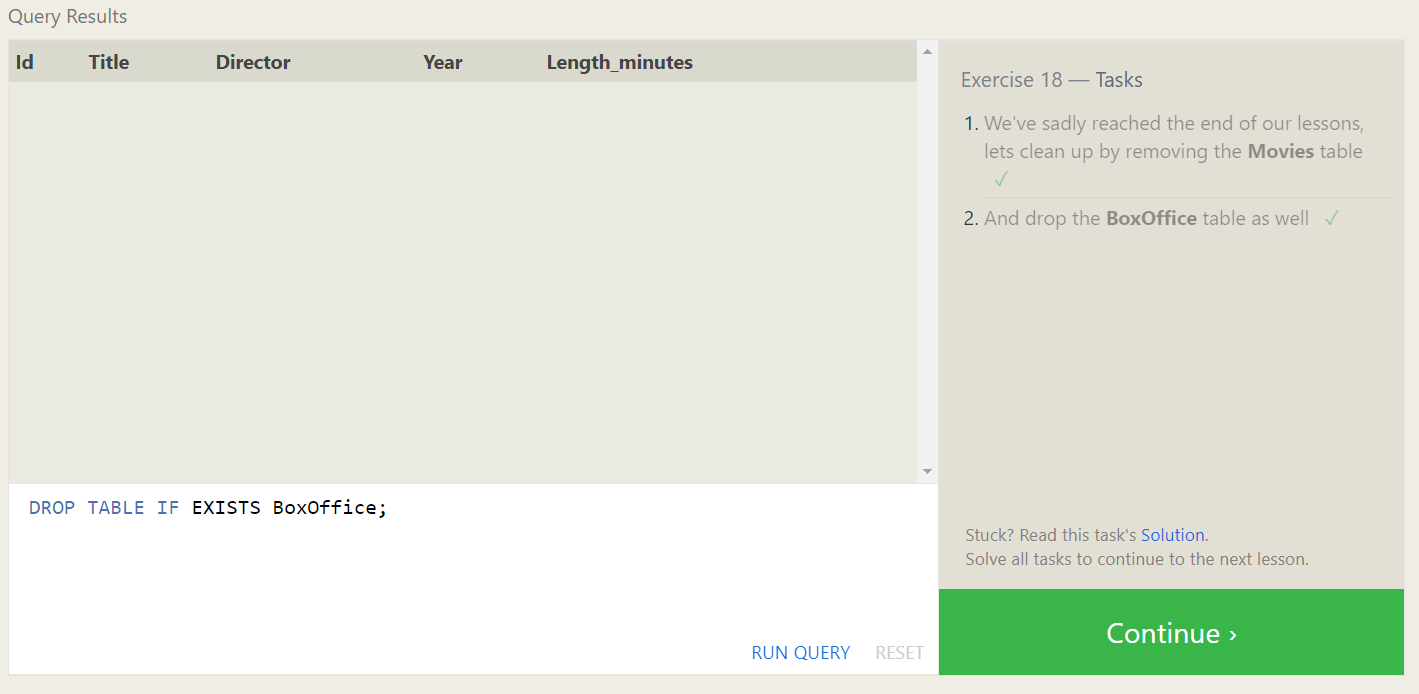 Query Results
Id Title Director Year Length_minutes
DROP TABLE IF EXISTS BoxOffice;
RUN QUERY RESET
Exercise 18 — Tasks
1. We've sadly reached the end of our lessons,
lets clean up by removing the Movies table
✓
2. And drop the BoxOffice table as well ✓
Stuck? Read this task's Solution.
Solve all tasks to continue to the next lesson.
Continue ›